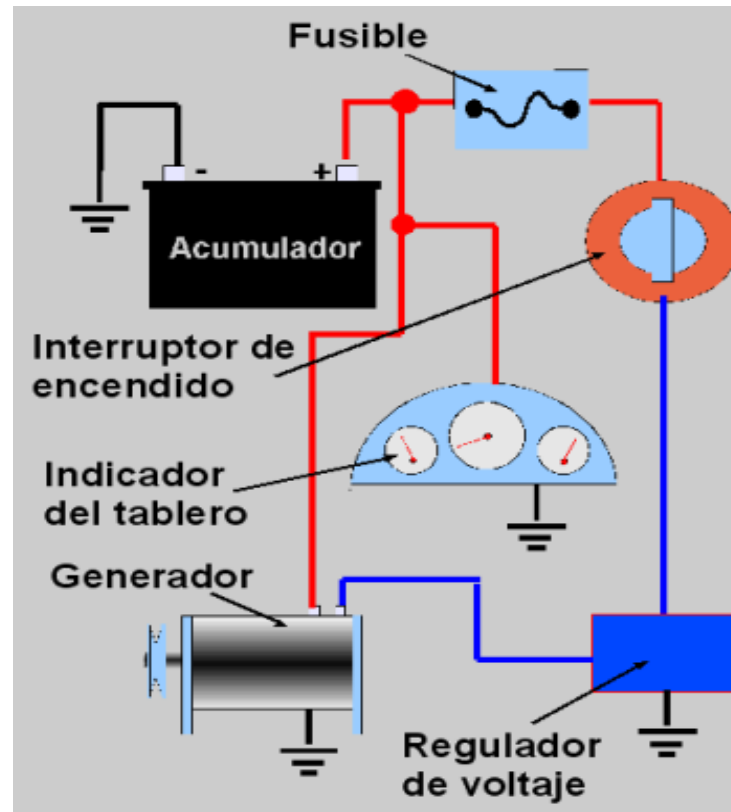 Fusible
- +
Acumulador
Interruptor de
encendido
Indicador
del tablero
Generador
Regulador
de voltaje